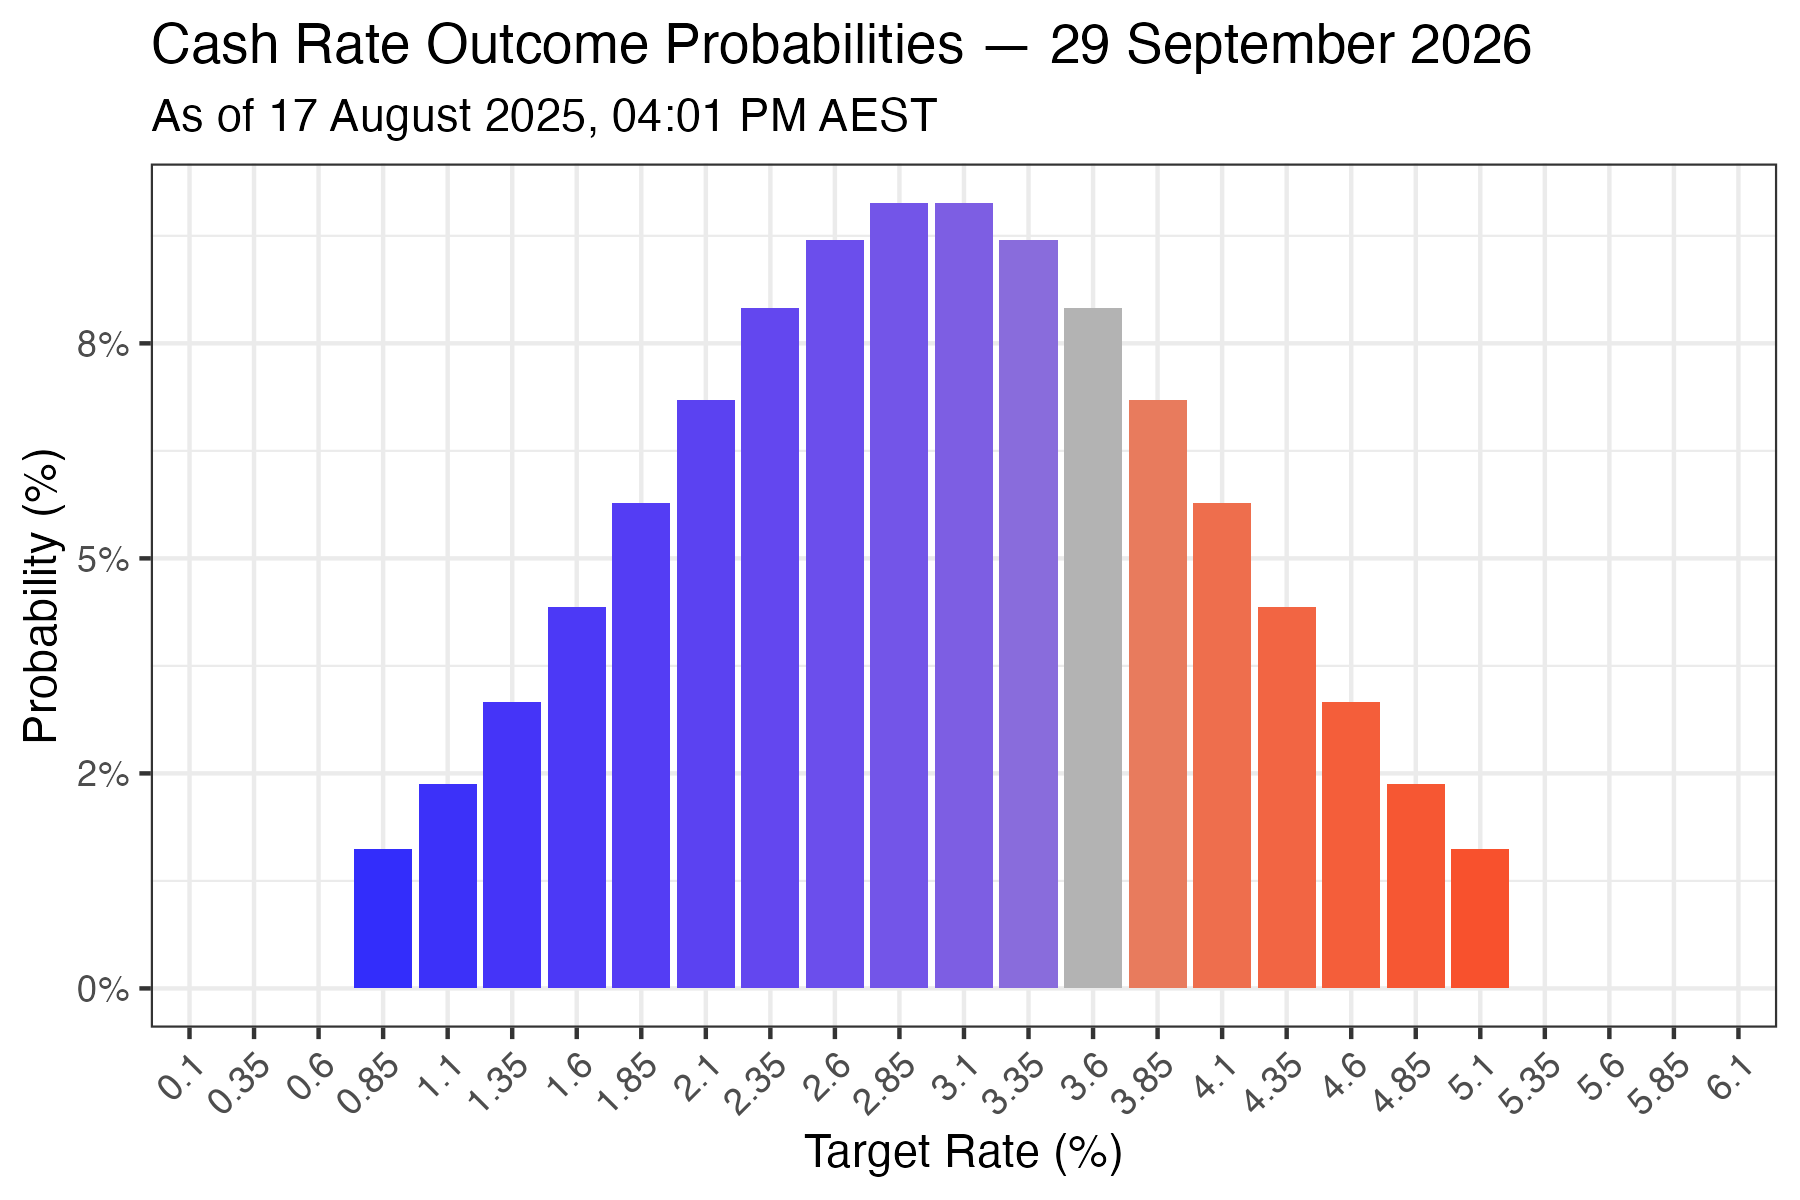 Cash Rate Outcome Probabilities — 29 September 2026
As of 17 August 2025, 04:01 PM AEST
Probability (%)
8%
5%
2%
0%
0.1 0.35 0.6 0.85 1.1 1.35 1.6 1.85 2.1 2.35 2.6 2.85 3.1 3.35 3.6 3.85 4.1 4.35 4.6 4.85 5.1 5.35 5.6 5.85 6.1
Target Rate (%)